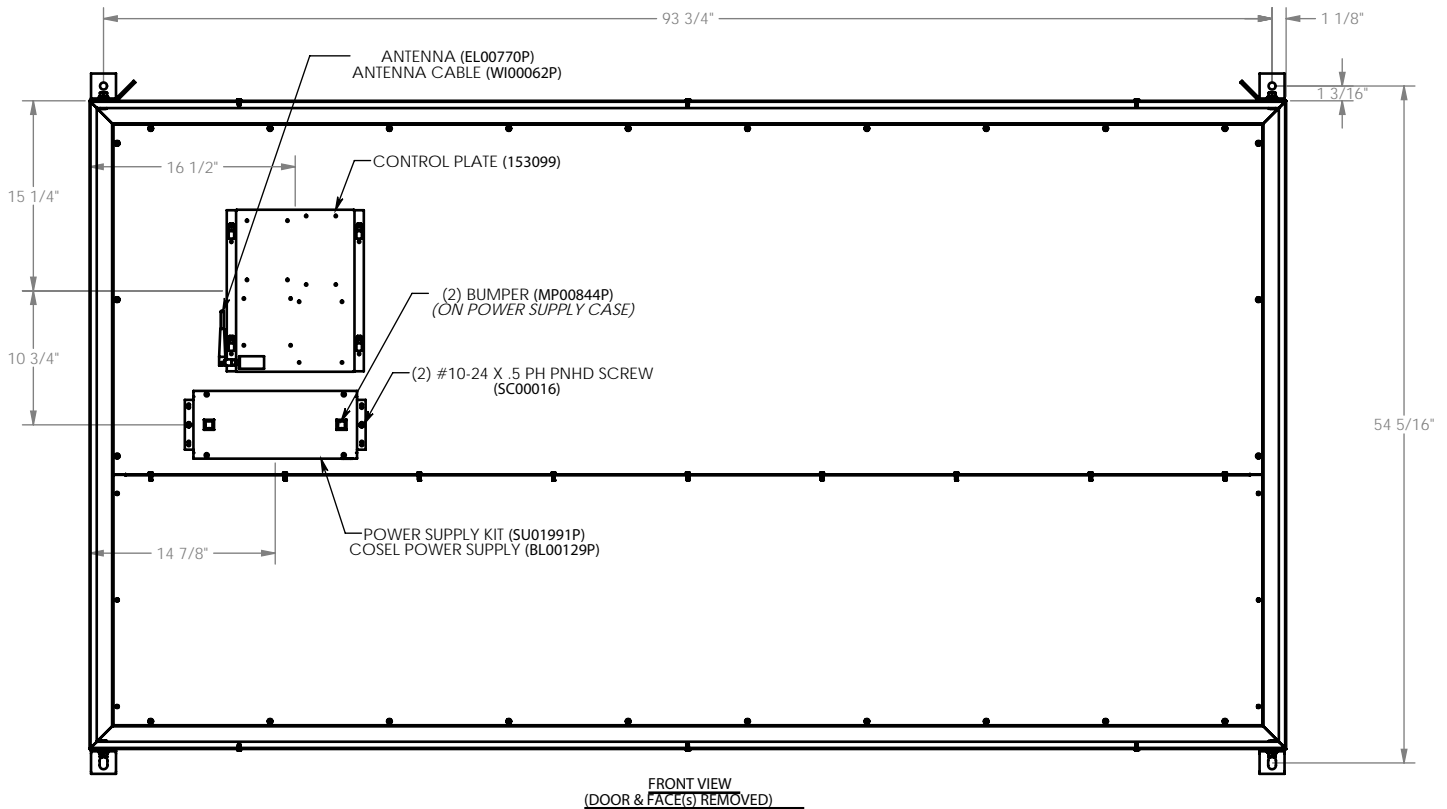 93 3/4"
1 1/8"
ANTENNA (EL00770P)
ANTENNA CABLE (WI00062P)
1 3/16"
16 1/2"
CONTROL PLATE (153099)
15 1/4"
(2) BUMPER (MP00844P)
(ON POWER SUPPLY CASE)
10 3/4"
(2) #10-24 X .5 PH PNHD SCREW
(SC00016)
54 5/16"
POWER SUPPLY KIT (SU01991P)
COSEL POWER SUPPLY (BL00129P)
14 7/8"
FRONT VIEW
(DOOR & FACE(s) REMOVED)